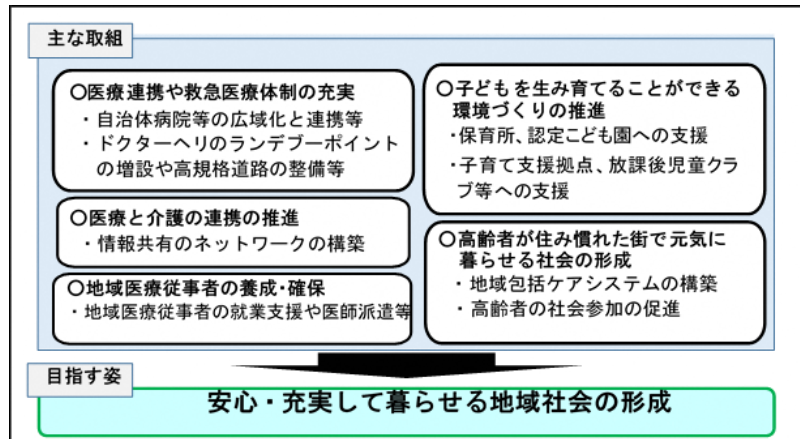 主な取組
〇医療連携や救急医療体制の充実
・自治体病院等の広域化と連携等
・ドクターヘリのランデブーポイント
の増設や高規格道路の整備等
〇医療と介護の連携の推進
・情報共有のネットワークの構築
〇地域医療従事者の養成・確保
・地域医療従事者の就業支援や医師派遣等
〇子どもを生み育てることができる
環境づくりの推進
・保育所、認定こども園への支援
・子育て支援拠点、放課後児童クラ
ブ等への支援
〇高齢者が住み慣れた街で元気に
暮らせる社会の形成
・地域包括ケアシステムの構築
・高齢者の社会参加の促進
目指す姿
安心・充実して暮らせる地域社会の形成